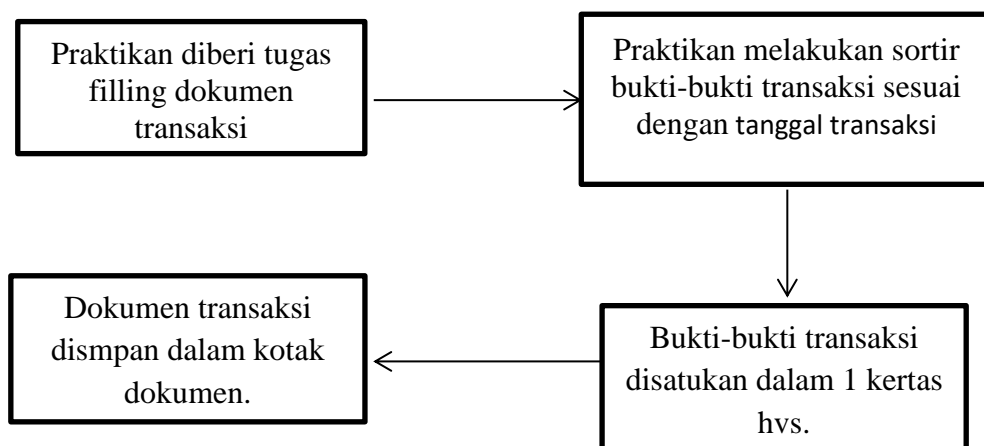 Praktikan diberi tugas
filling dokumen
transaksi
Praktikan melakukan sortir
bukti-bukti transaksi sesuai
dengan tanggal transaksi
Bukti-bukti transaksi
disatukan dalam 1 kertas
hvs.
Dokumen transaksi
dismpan dalam kotak
dokumen.